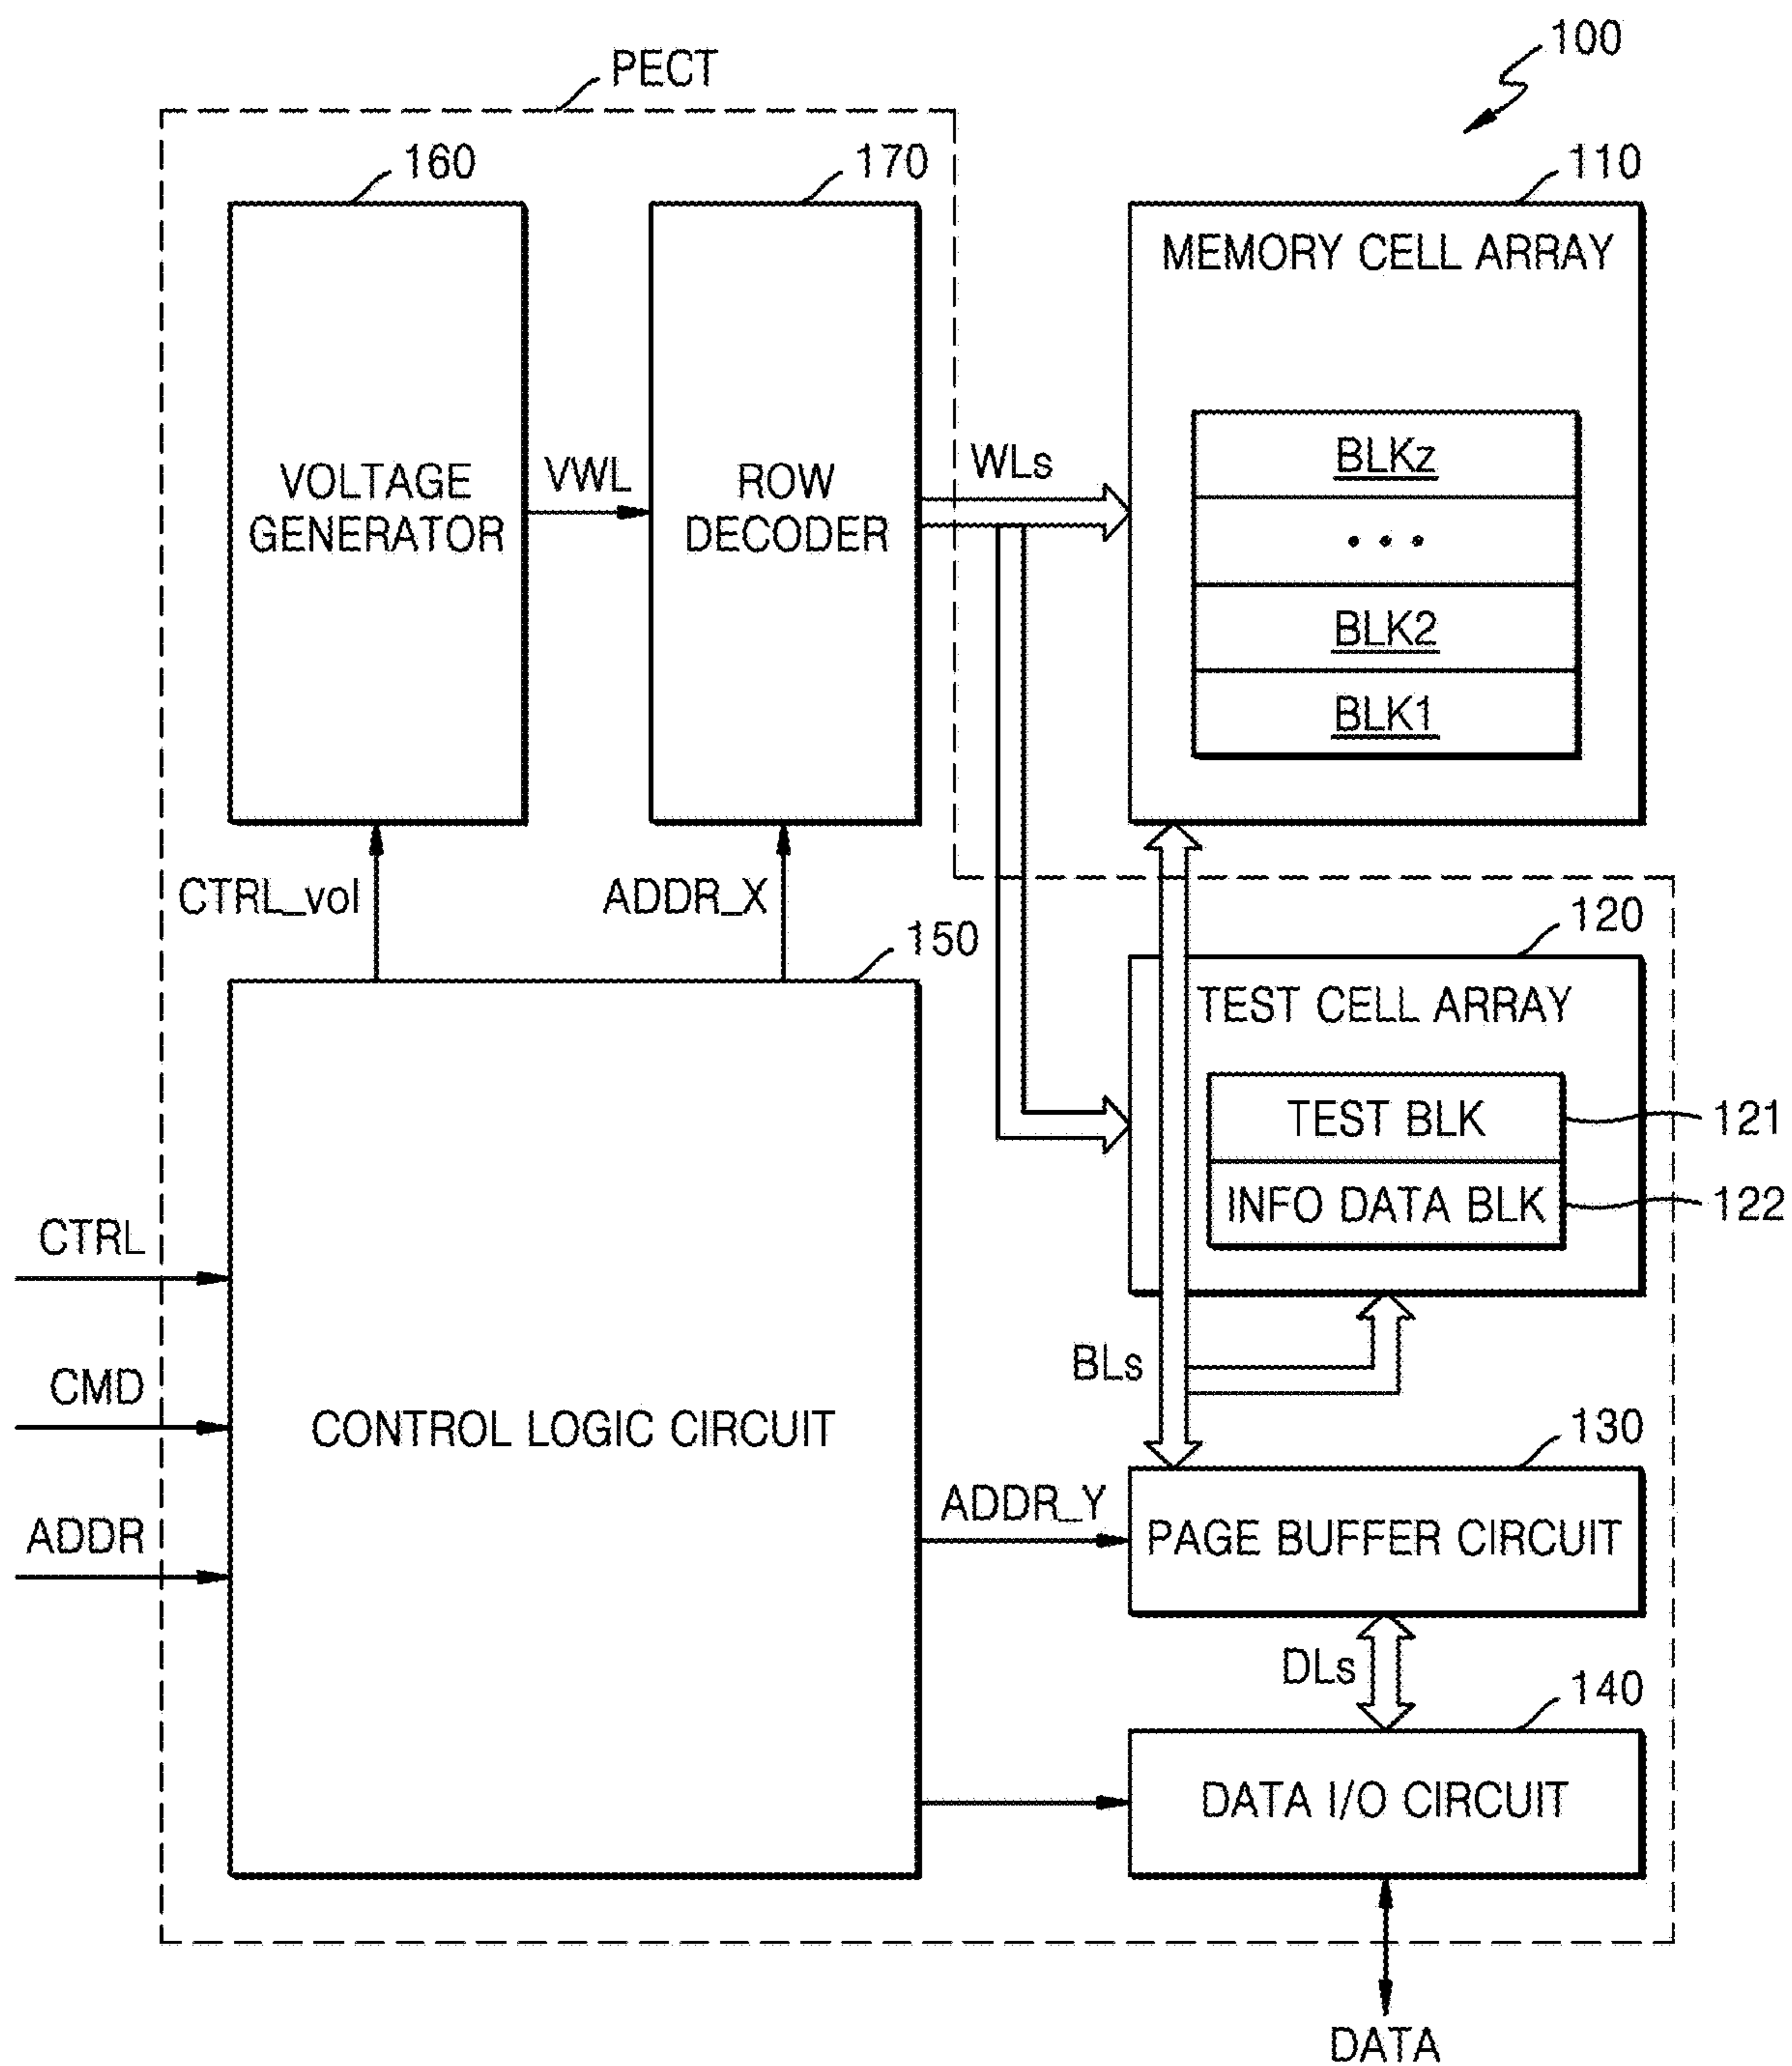 100
PECT
160
170
110
VOLTAGE
GENERATOR
VWL
ROW
DECODER
WLs
MEMORY CELL ARRAY
BLKz
• • •
BLK2
BLK1
CTRL_vol
ADDR_X
150
120
TEST CELL ARRAY
TEST BLK
121
INFO DATA BLK
122
CTRL
CMD
ADDR
CONTROL LOGIC CIRCUIT
BLs
130
ADDR_Y
PAGE BUFFER CIRCUIT
DLs
140
DATA I/O CIRCUIT
DATA